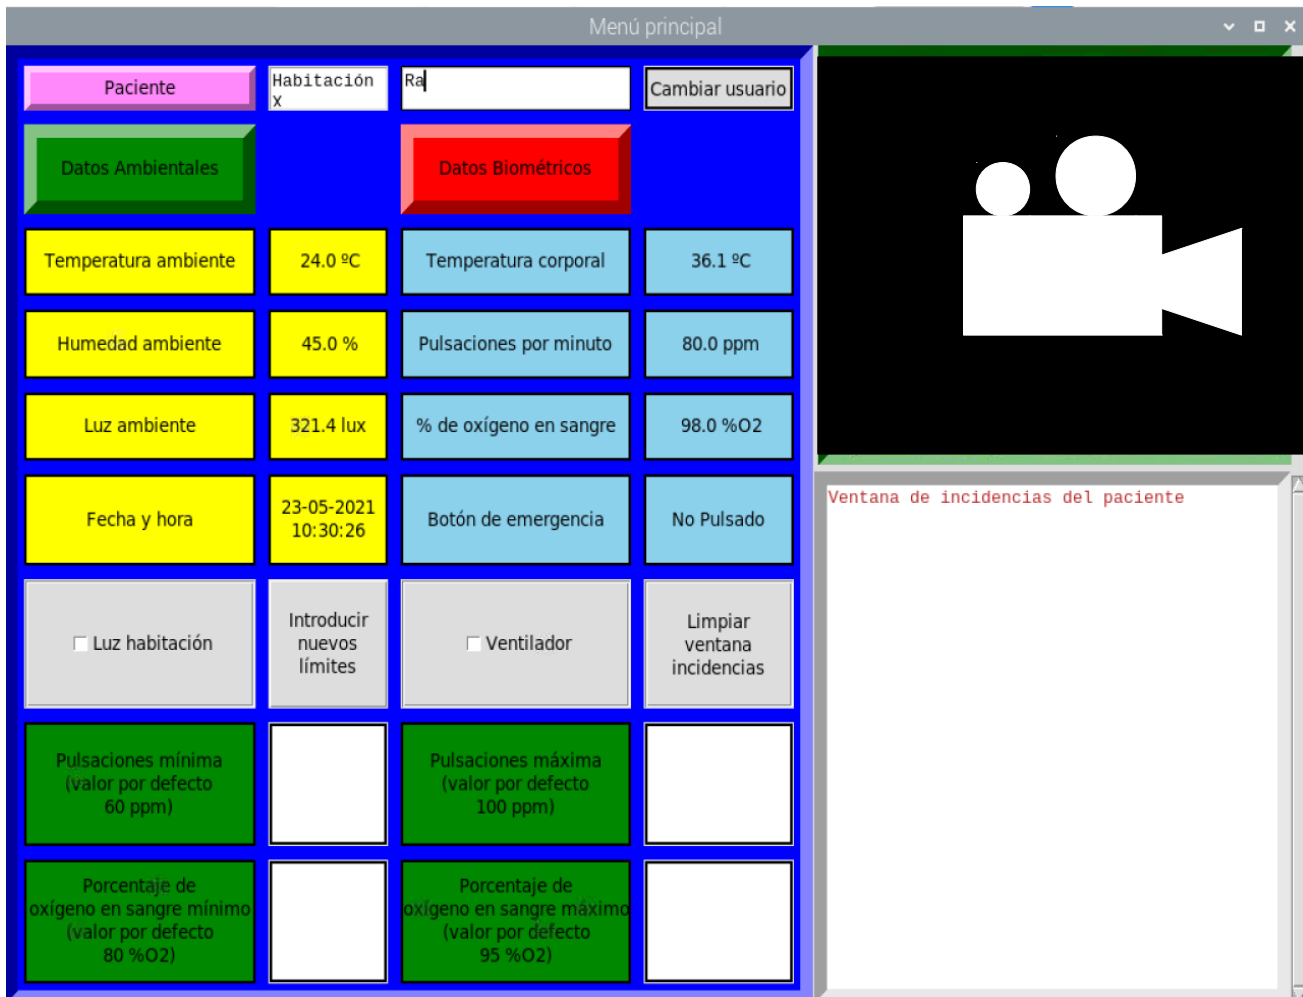 Menú principal
Paciente
Habitación
X
Ra
Cambiar usuario
Datos Ambientales
Datos Biométricos
Temperatura ambiente
24.0 ºC
Temperatura corporal
36.1 ºC
Humedad ambiente
45.0 %
Pulsaciones por minuto
80.0 ppm
Luz ambiente
321.4 lux
% de oxígeno en sangre
98.0 %O2
Fecha y hora
23-05-2021
10:30:26
Botón de emergencia
No Pulsado
Luz habitación
Introducir
nuevos
límites
Ventilador
Limpiar
ventana
incidencias
Pulsaciones mínima
(valor por defecto
60 ppm)
Pulsaciones máxima
(valor por defecto
100 ppm)
Porcentaje de
oxígeno en sangre mínimo
(valor por defecto
80 %O2)
Porcentaje de
oxígeno en sangre máximo
(valor por defecto
95 %O2)
Ventana de incidencias del paciente